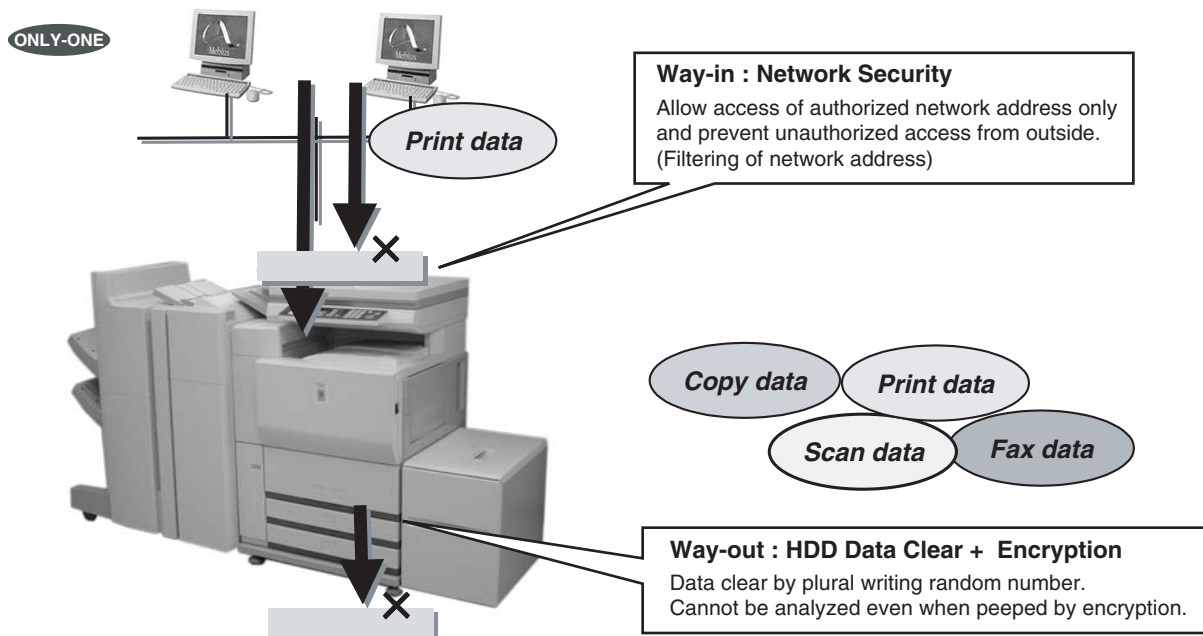 ONLY-ONE
Mebius
Mebius
Print data
Way-in : Network Security
Allow access of authorized network address only
and prevent unauthorized access from outside.
(Filtering of network address)
Copy data
Print data
Scan data
Fax data
Way-out : HDD Data Clear + Encryption
Data clear by plural writing random number.
Cannot be analyzed even when peeped by encryption.